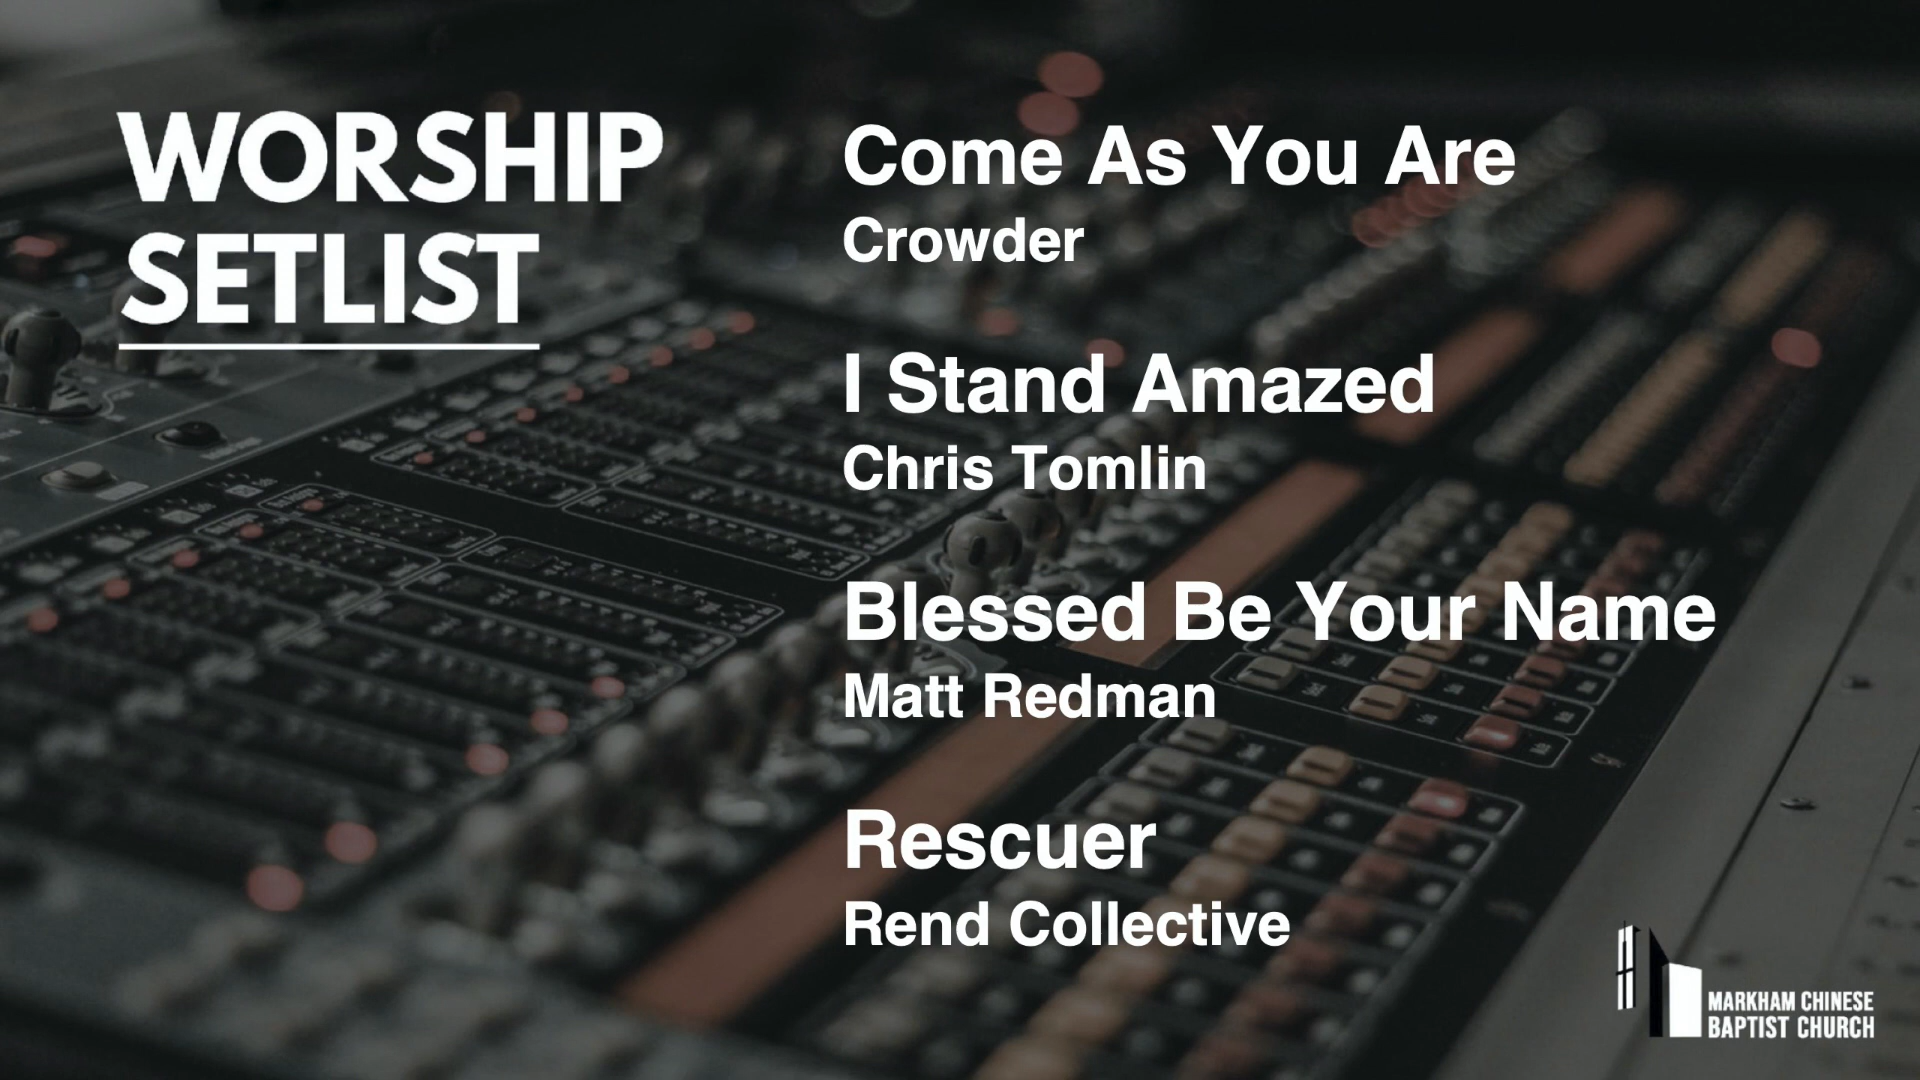 WORSHIP
SETLIST
Come As You Are
Crowder
I Stand Amazed
Chris Tomlin
Blessed Be Your Name
Matt Redman
Rescuer
Rend Collective
MARKHAM CHINESE
BAPTIST CHURCH